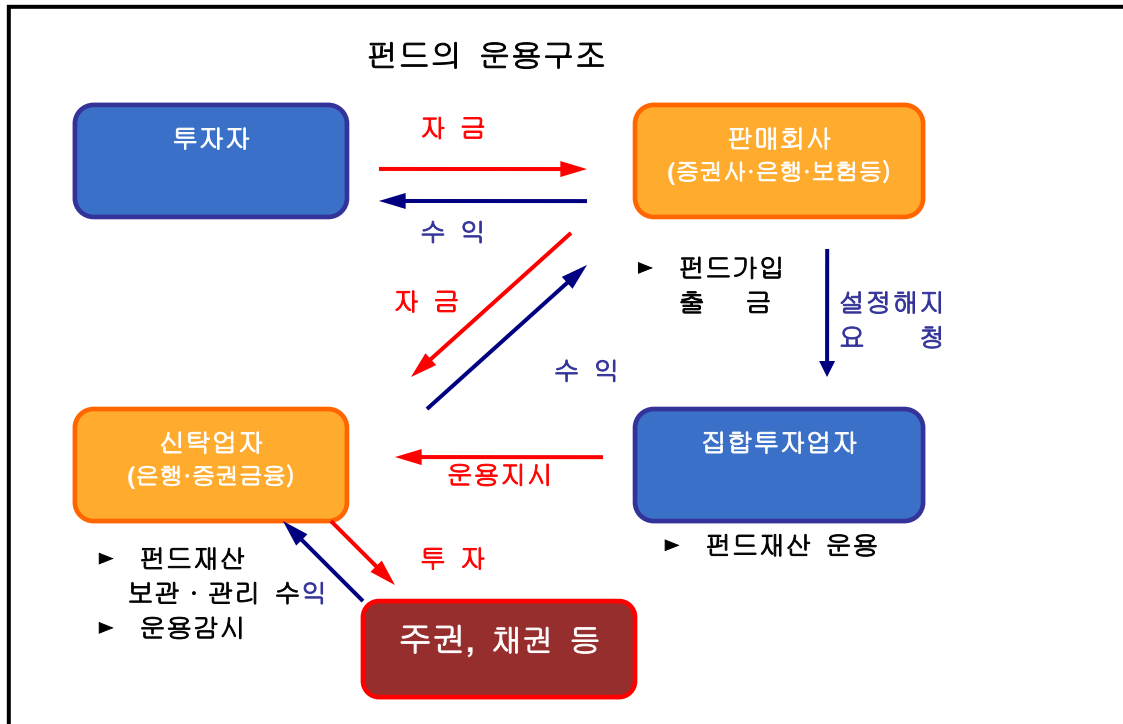 펀드의 운용구조
투자자
자 금
판매회사
(증권사·은행·보험등)
수 익
자 금
► 펀드가입
출 금
설정해지
요 청
수 익
신탁업자
(은행·증권금융)
집합투자업자
운용지시
► 펀드재산 운용
► 펀드재산
보관 · 관리 수익
► 운용감시
투 자
주권, 채권 등